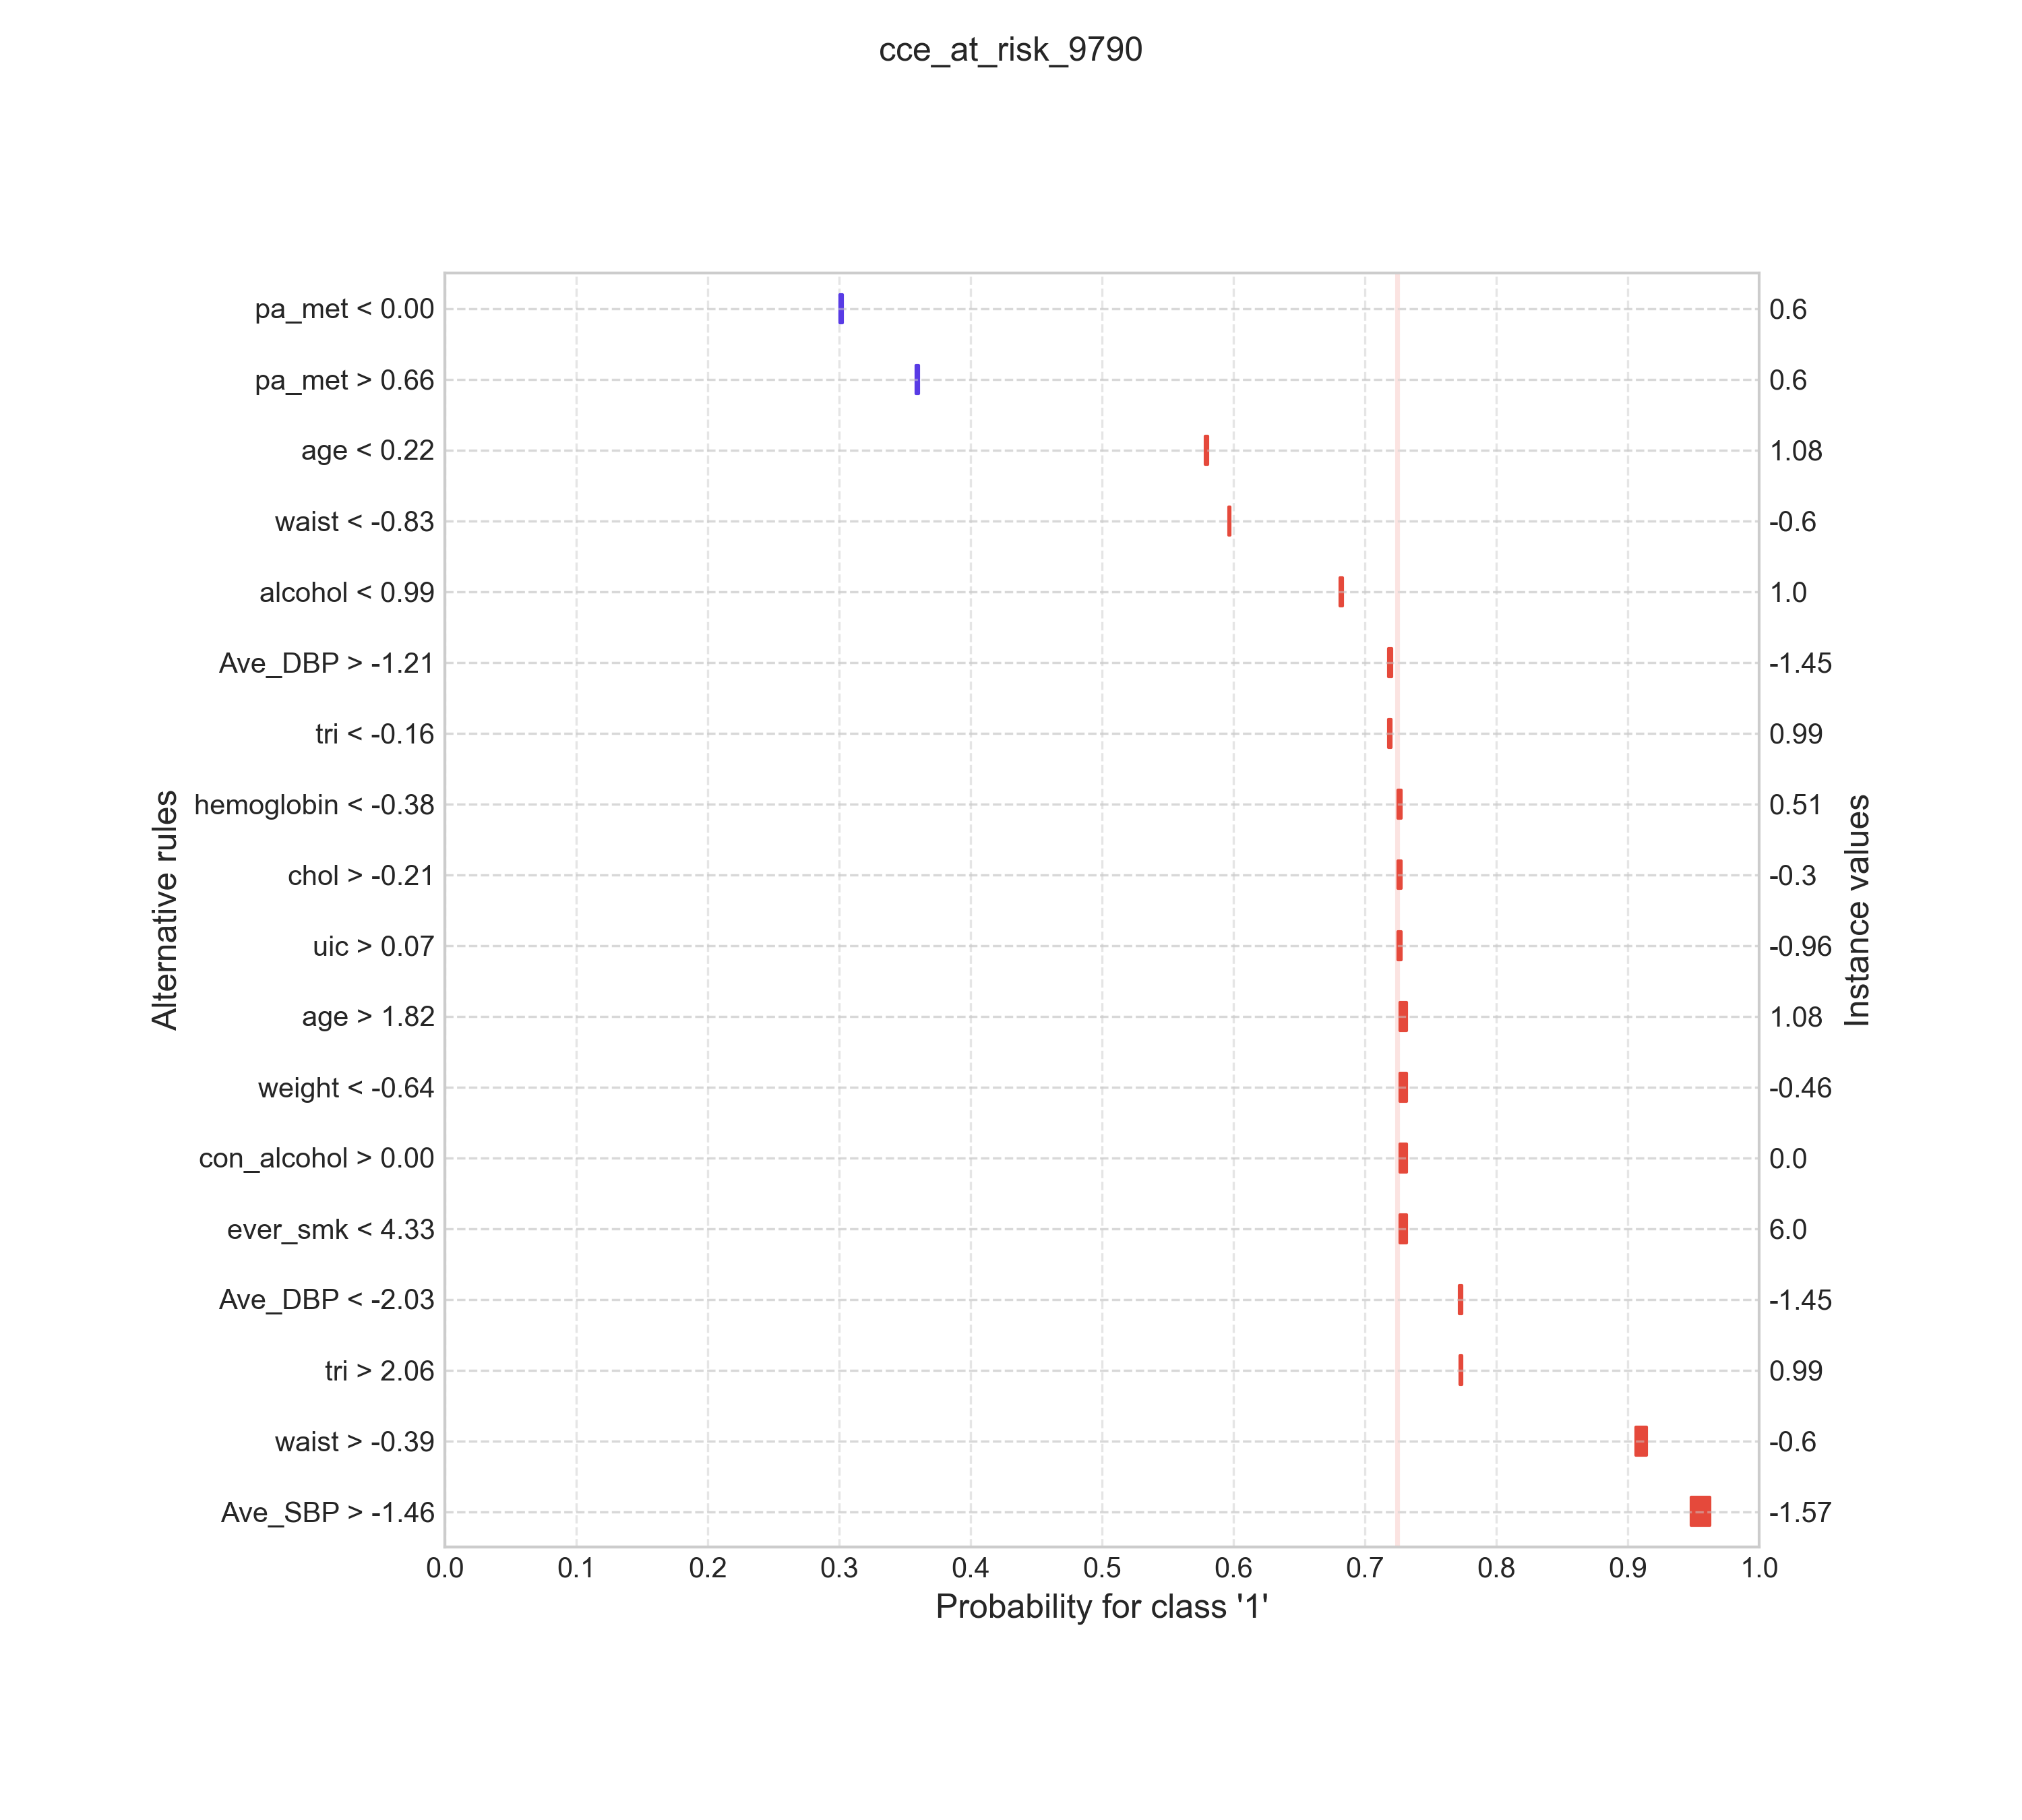 cce_at_risk_9790
Alternative rules
Instance values
pa_met < 0.00 0.6
pa_met > 0.66 0.6
age < 0.22 1.08
waist < -0.83 -0.6
alcohol < 0.99 1.0
Ave_DBP > -1.21 -1.45
tri < -0.16 0.99
hemoglobin < -0.38 0.51
chol > -0.21 -0.3
uic > 0.07 -0.96
age > 1.82 1.08
weight < -0.64 -0.46
con_alcohol > 0.00 0.0
ever_smk < 4.33 6.0
Ave_DBP < -2.03 -1.45
tri > 2.06 0.99
waist > -0.39 -0.6
Ave_SBP > -1.46 -1.57
0.0 0.1 0.2 0.3 0.4 0.5 0.6 0.7 0.8 0.9 1.0
Probability for class '1'